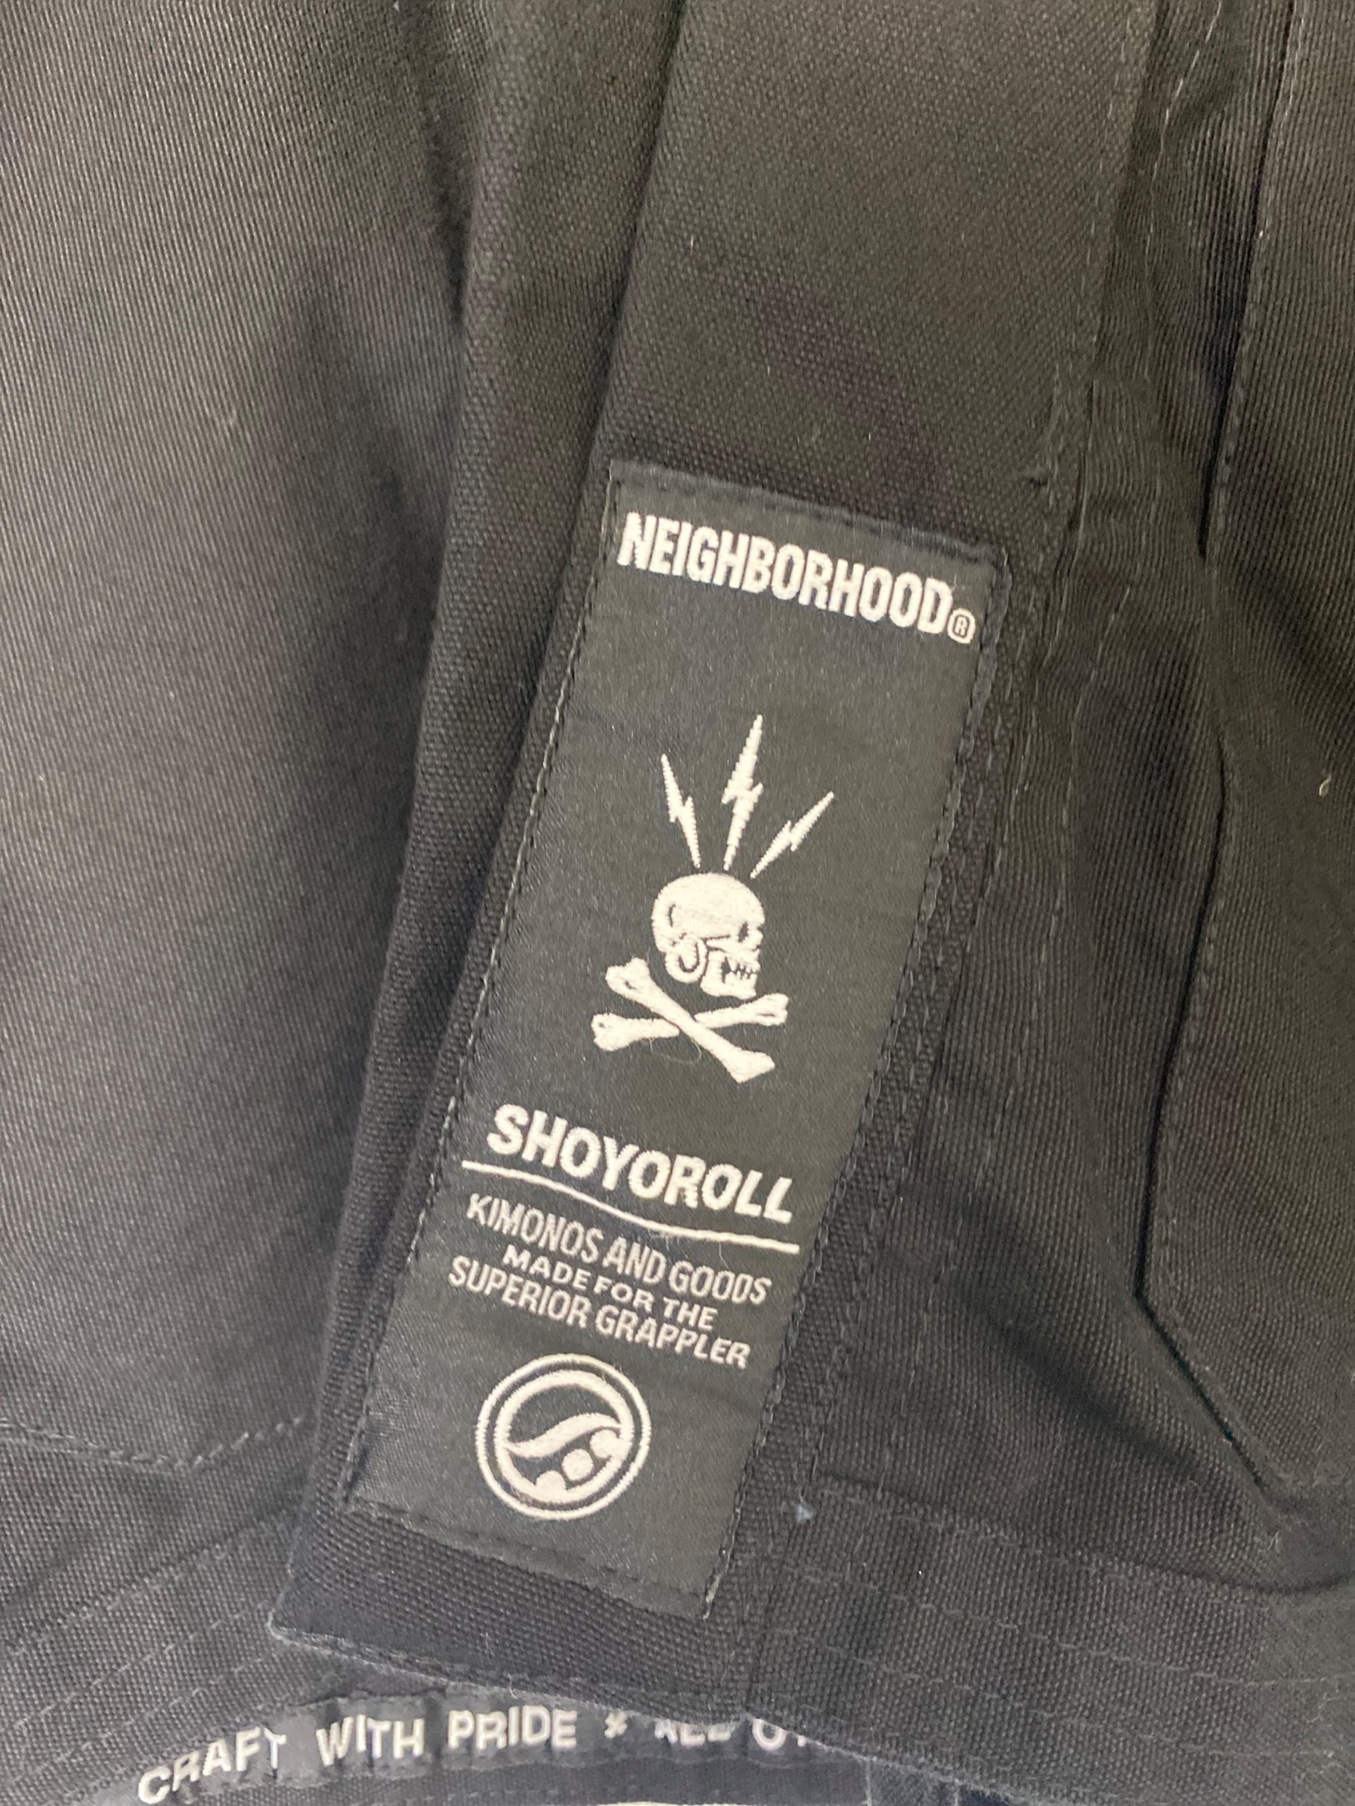 NEIGHBORHOOD®
SHOYOROLL
KIMONOS AND GOODS
MADE FOR THE
SUPERIOR GRAPPLER
CRAFT WITH PRIDE *